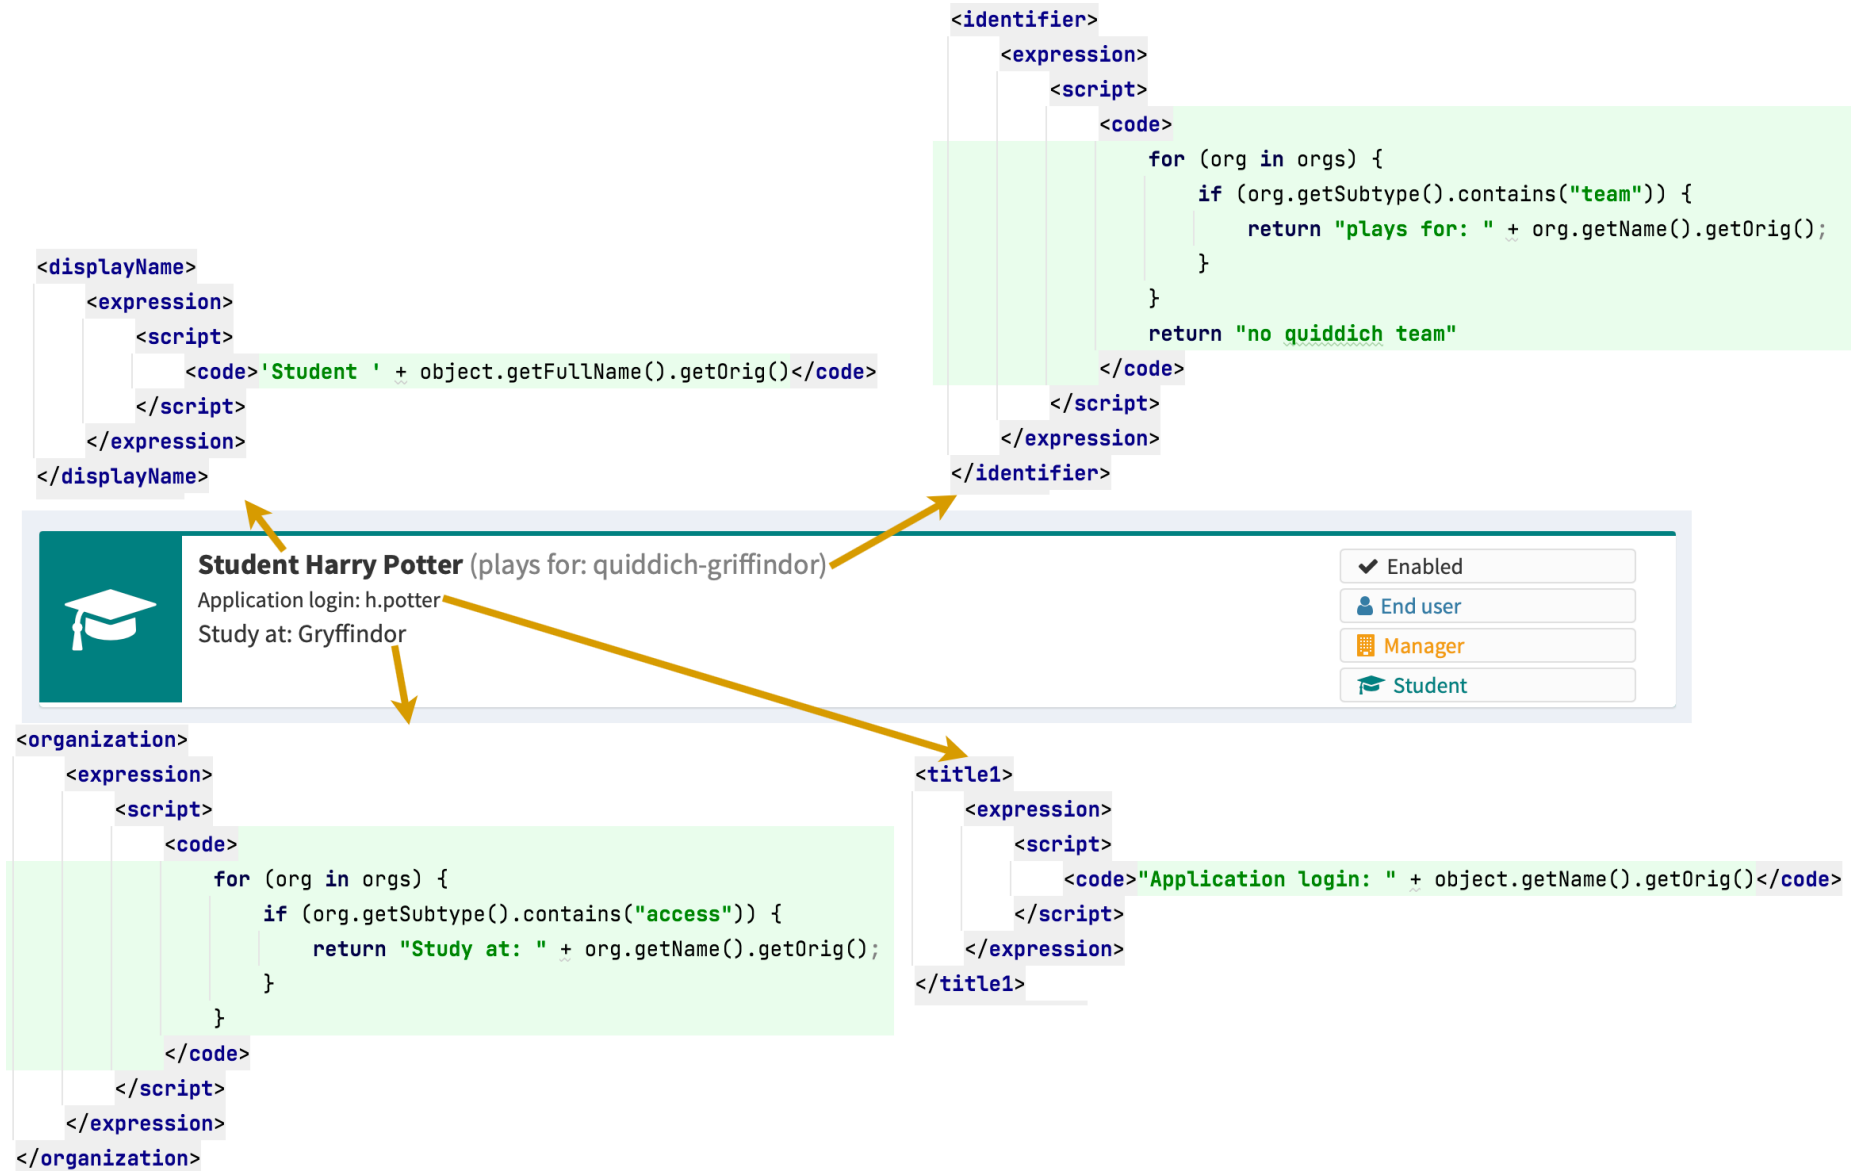 <identifier>
<expression>
<script>
<code>
for (org in orgs) {
if (org.getSubtype().contains("team")) {
return "plays for: " + org.getName().getOrig();
}
}
return "no quiddich team"
</code>
</script>
</expression>
</identifier>
<displayName>
<expression>
<script>
<code>'Student ' + object.getFullName().getOrig()</code>
</script>
</expression>
</displayName>
Student Harry Potter (plays for: quiddich-griffindor)
Application login: h.potter
Study at: Gryffindor
Enabled
End user
Manager
Student
<organization>
<expression>
<script>
<code>
for (org in orgs) {
if (org.getSubtype().contains("access")) {
return "Study at: " + org.getName().getOrig();
}
}
</code>
</script>
</expression>
</organization>
<title1>
<expression>
<script>
<code>"Application login: " + object.getName().getOrig()</code>
</script>
</expression>
</title1>